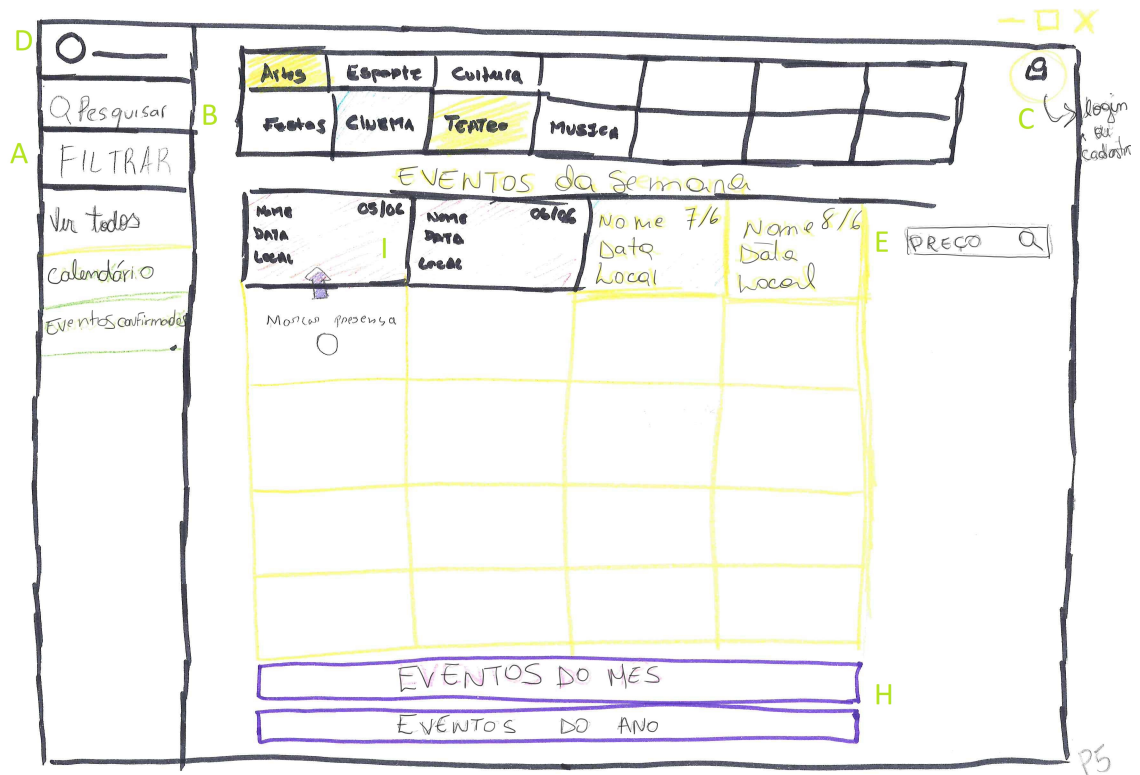 D
Pesquisar
A
FILTRAR
Ver todos
calendário
Eventos confirmados
B
Artes Esporte Cultura
Festas CINEMA TEATRO MUSICA
C
login
ou
cadastr
EVENTOS da Semana
NOME 05/06
DATA
LOCAL
I
NOME 06/06
DATA
LOCAL
Nome 7/6
Data
Local
Nome 8/6
Data
Local
E
PREÇO
Marcar presença
EVENTOS DO MES
EVENTOS DO ANO
H
P5